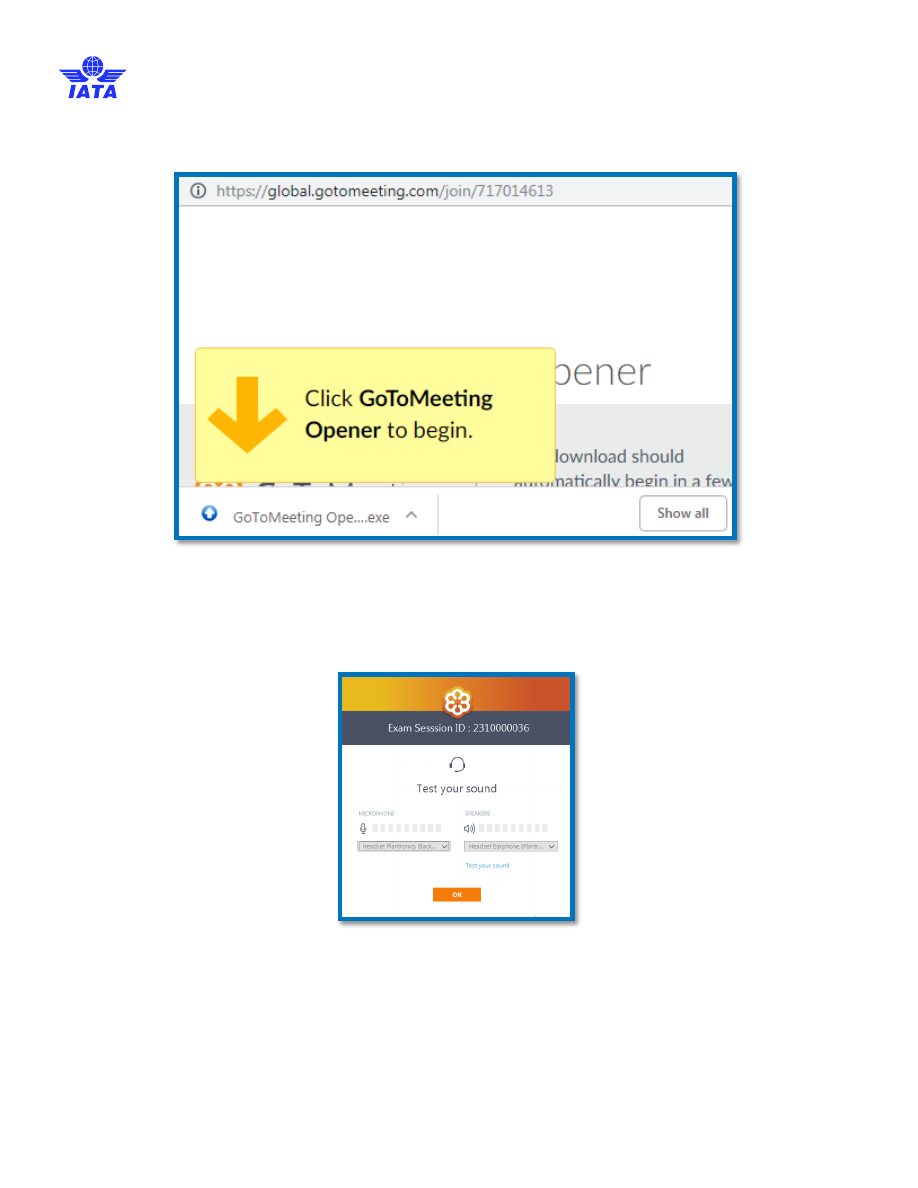 IATA
https://global.gotomeeting.com/join/717014613
Click GoToMeeting
Opener to begin.
pener
download should
automatically begin in a few
GoToMeeting Ope....exe
Show all
Exam Sesssion ID : 2310000036
Test your sound
MICROPHONE
SPEAKERS
Headset Plantronics Black...
Headset Earphone (Plantr...
Test your sound
OK